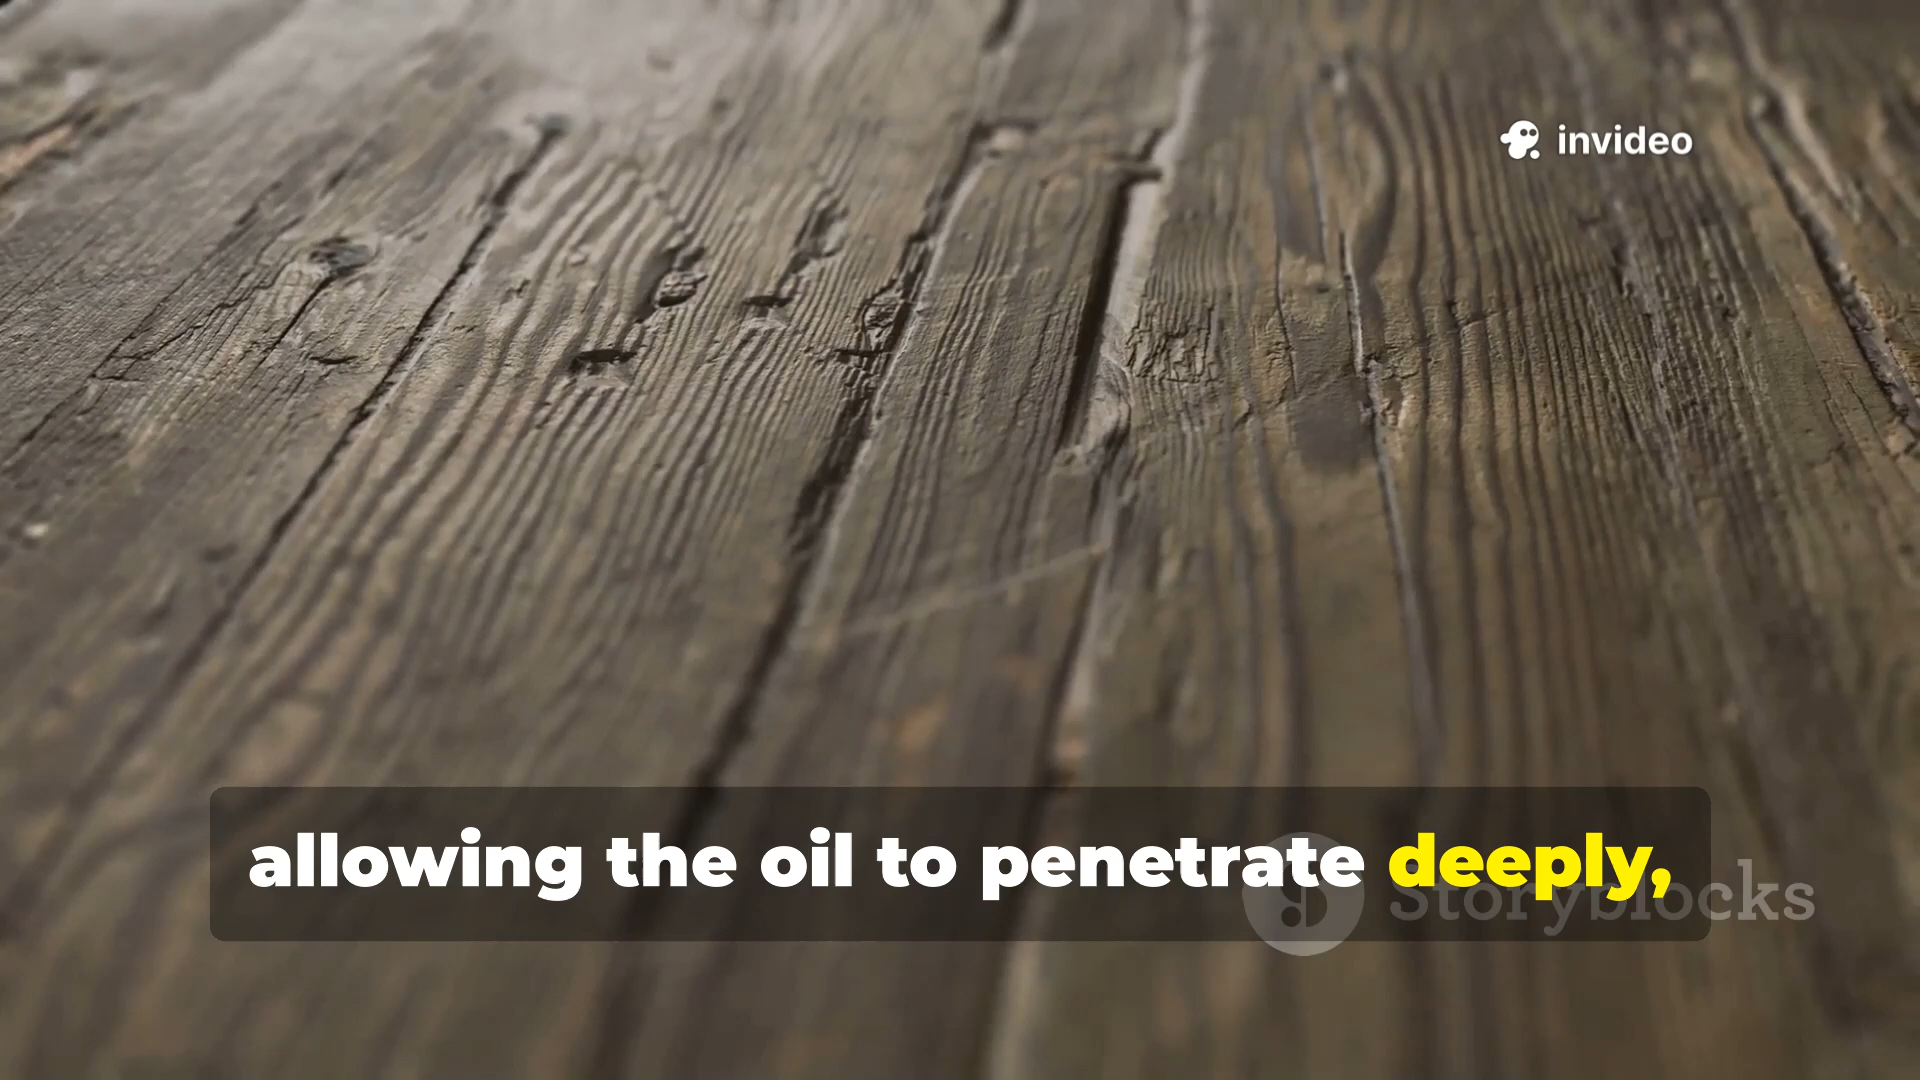 invideo
allowing the oil to penetrate deeply,
Storyblocks